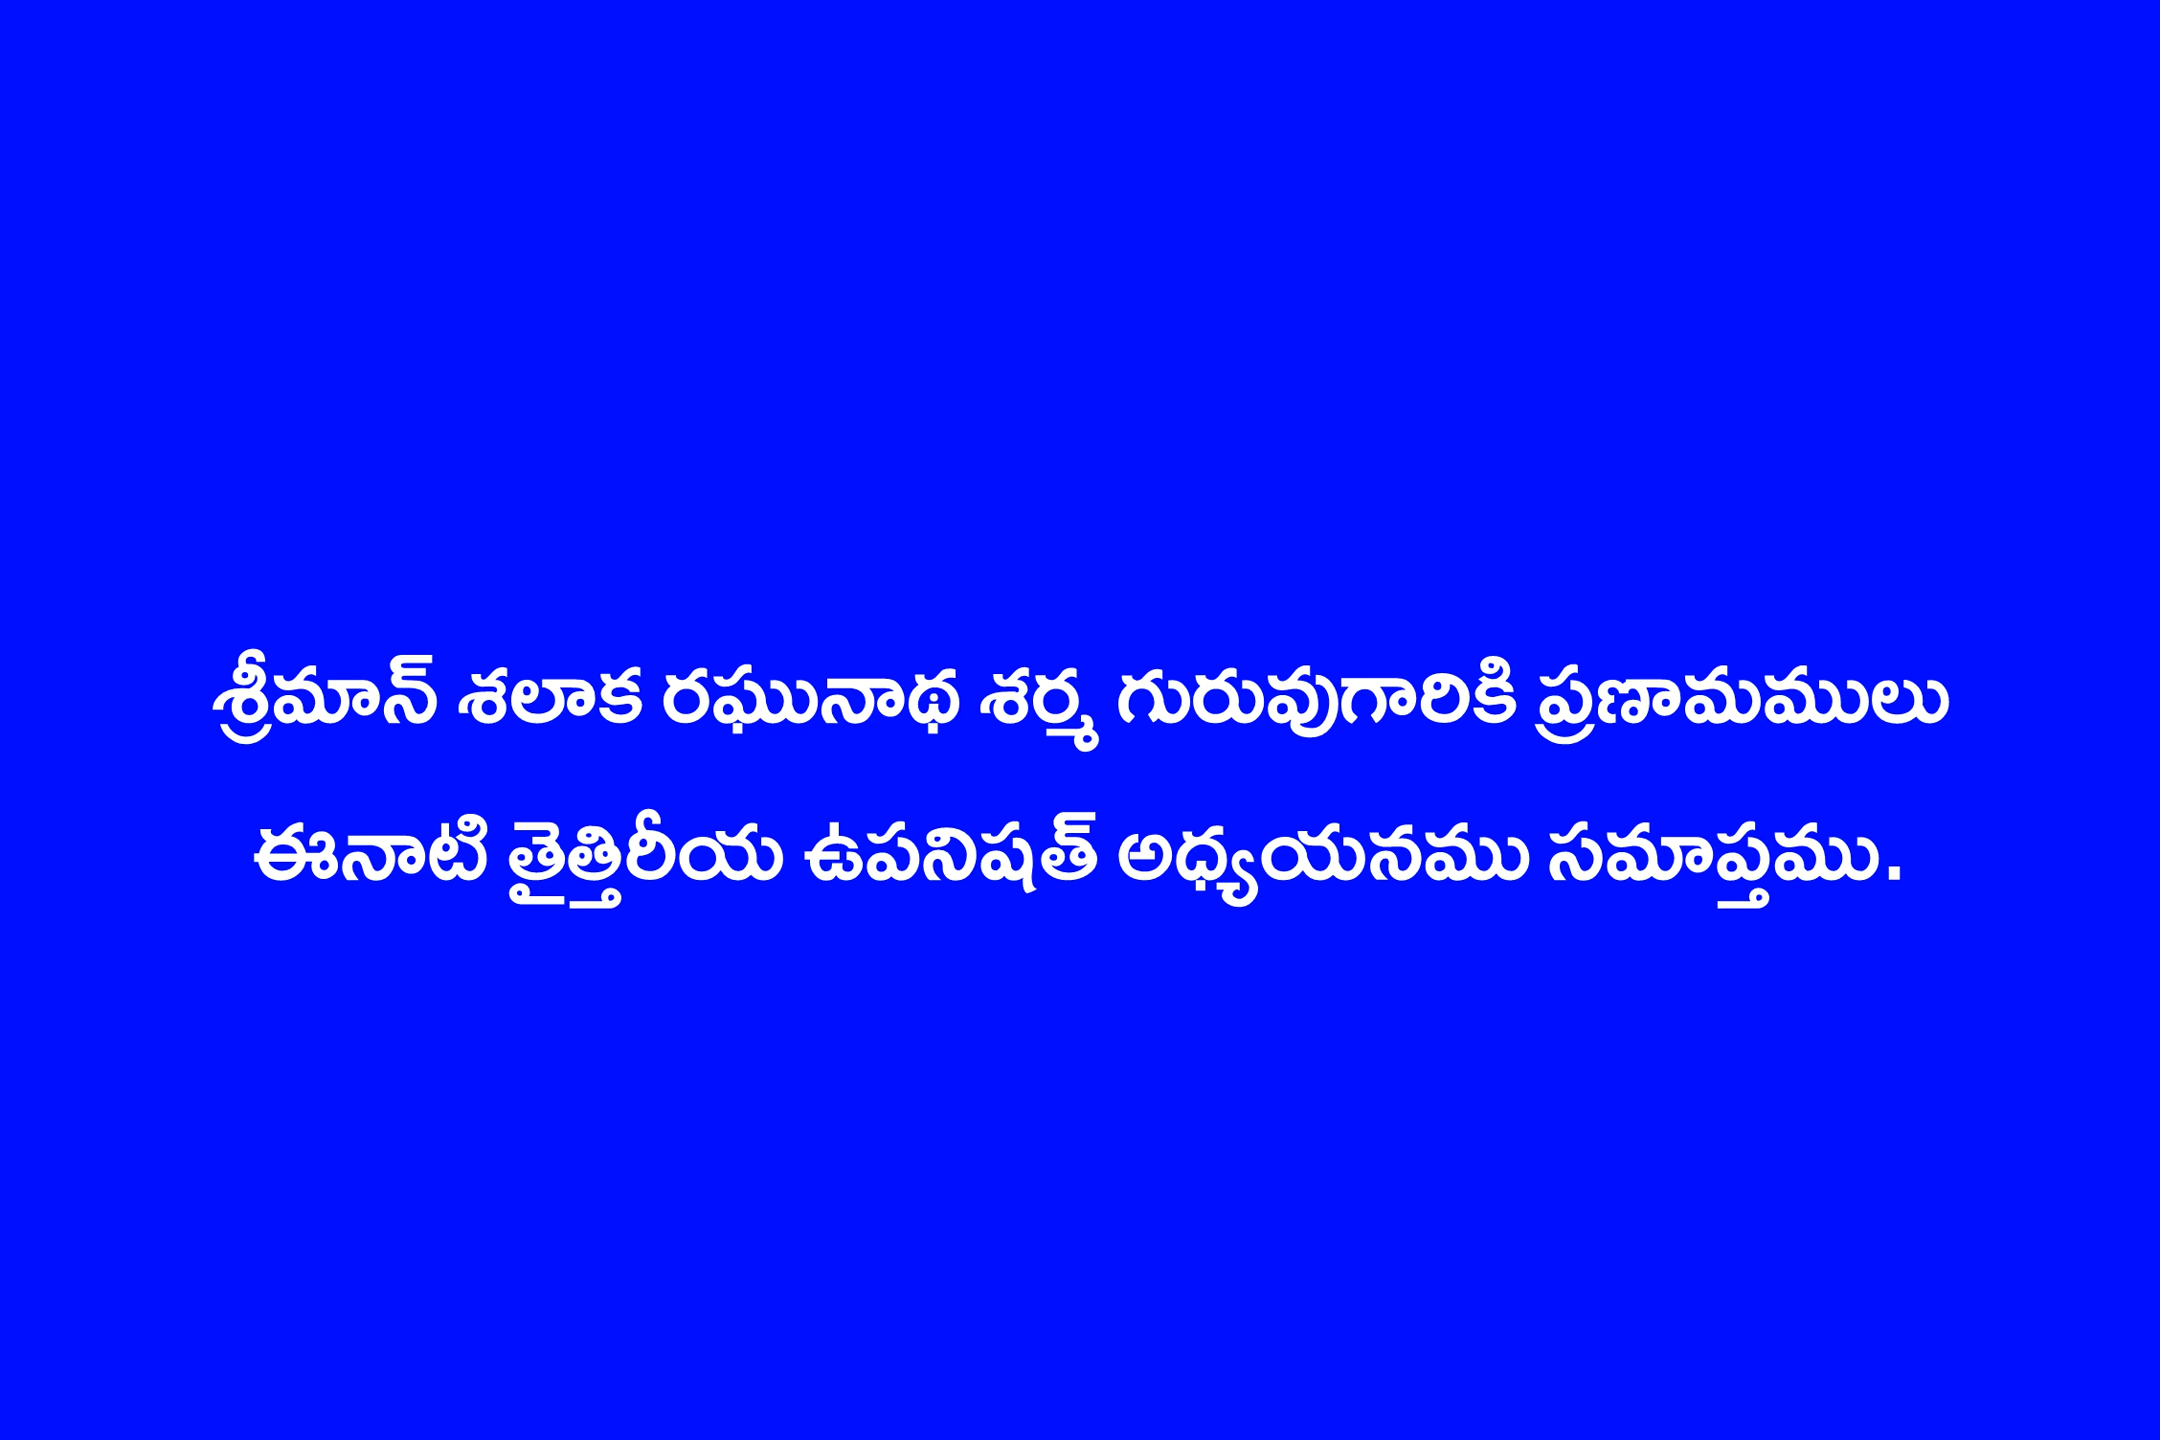 శ్రీమాన్ శలాక రఘునాథ శర్మ గురువుగారికి ప్రణామములు
ఈనాటి తైత్తిరీయ ఉపనిషత్ అధ్యయనము సమాప్తము.